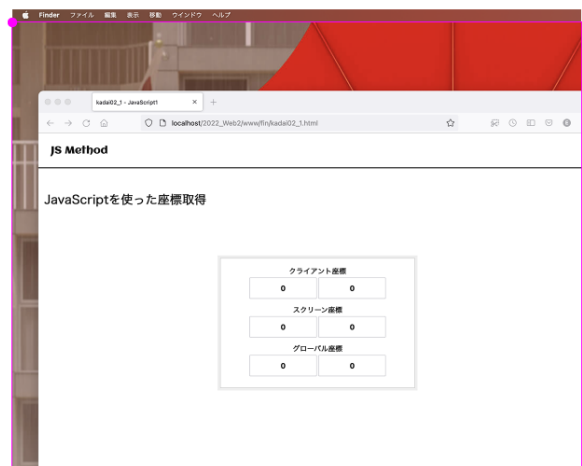 Finder ファイル 編集 表示 移動 ウインドウ ヘルプ
kadai02_1 - JavaScript1
localhost/2022_Web2/www/fin/kadai02_1.html
JS Method
JavaScriptを使った座標取得
クライアント座標
0 0
スクリーン座標
0 0
グローバル座標
0 0